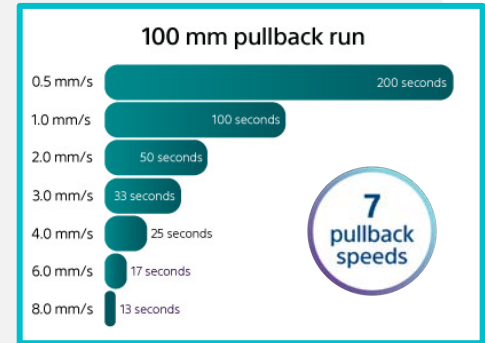 100 mm pullback run
0.5 mm/s 200 seconds
1.0 mm/s 100 seconds
2.0 mm/s 50 seconds
3.0 mm/s 33 seconds
4.0 mm/s 25 seconds
6.0 mm/s 17 seconds
8.0 mm/s 13 seconds
7
pullback
speeds